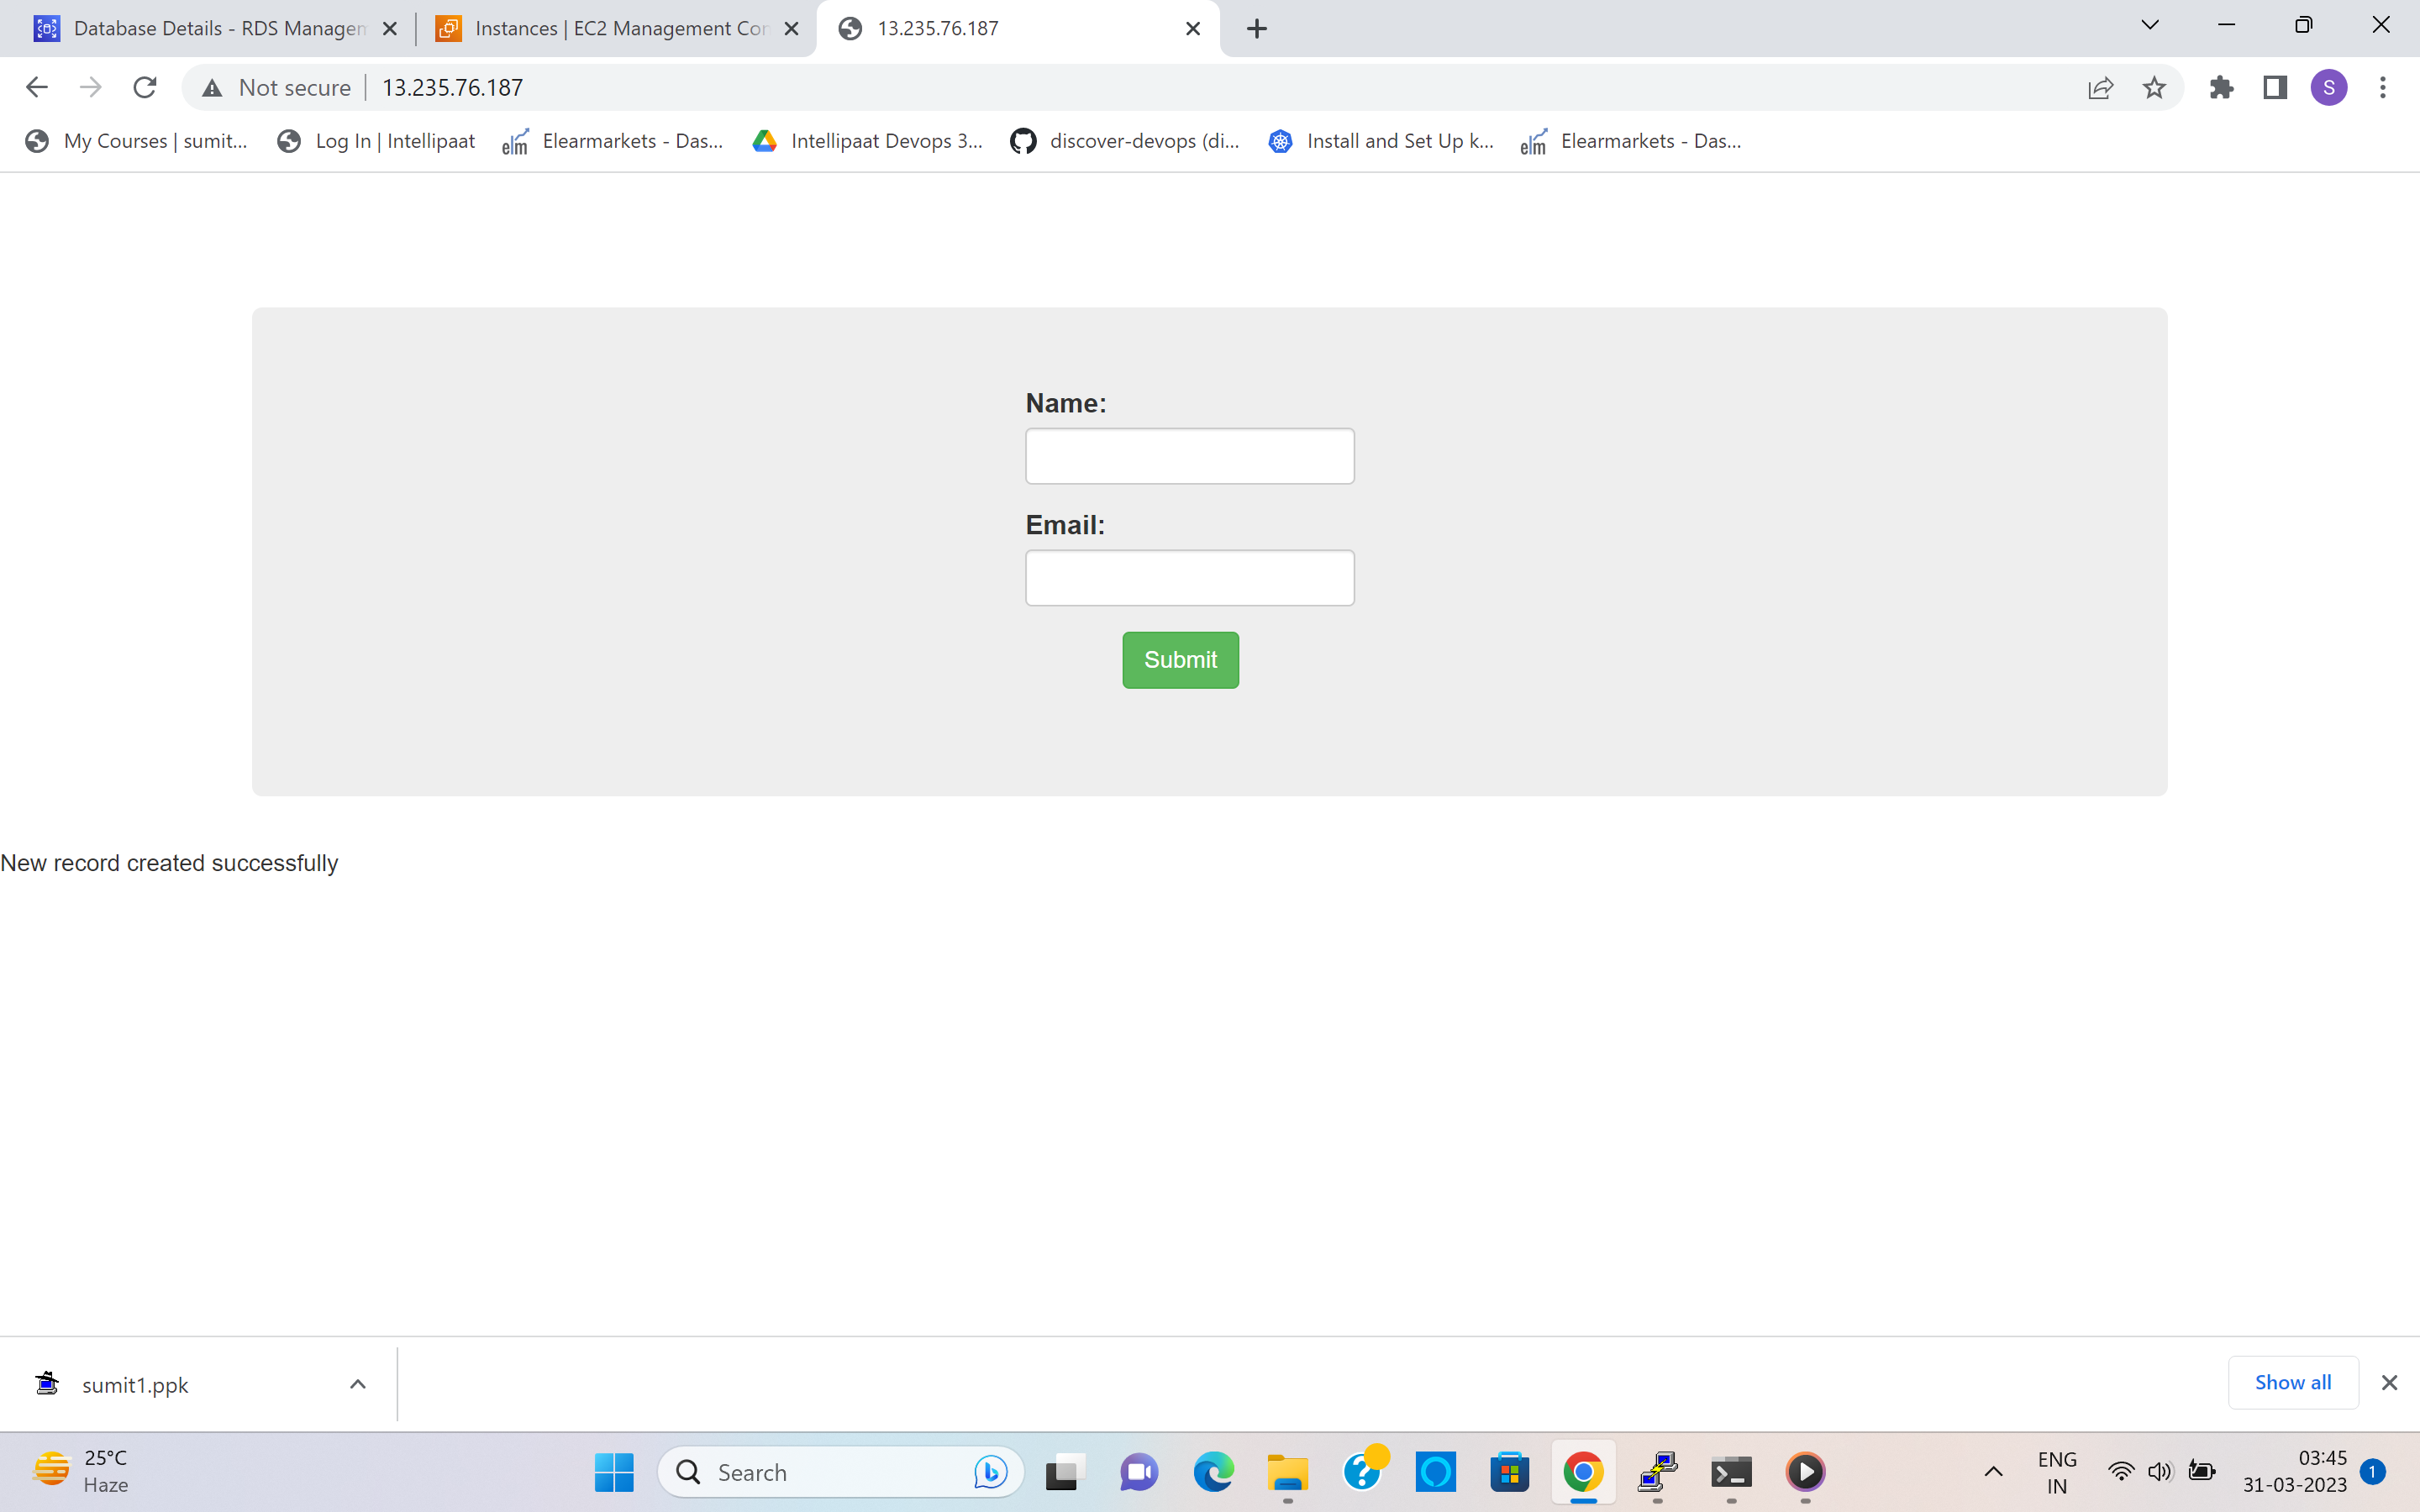 Database Details - RDS Managem
Instances | EC2 Management Con
13.235.76.187
Not secure
13.235.76.187
S
My Courses | sumit...
Log In | Intellipaat
elm
Elearmarkets - Das...
Intellipaat Devops 3...
discover-devops (di...
Install and Set Up k...
elm
Elearmarkets - Das...
Name:
Email:
Submit
New record created successfully
sumit1.ppk
Show all
25°C
Haze
Search
ENG
IN
03:45
31-03-2023
1